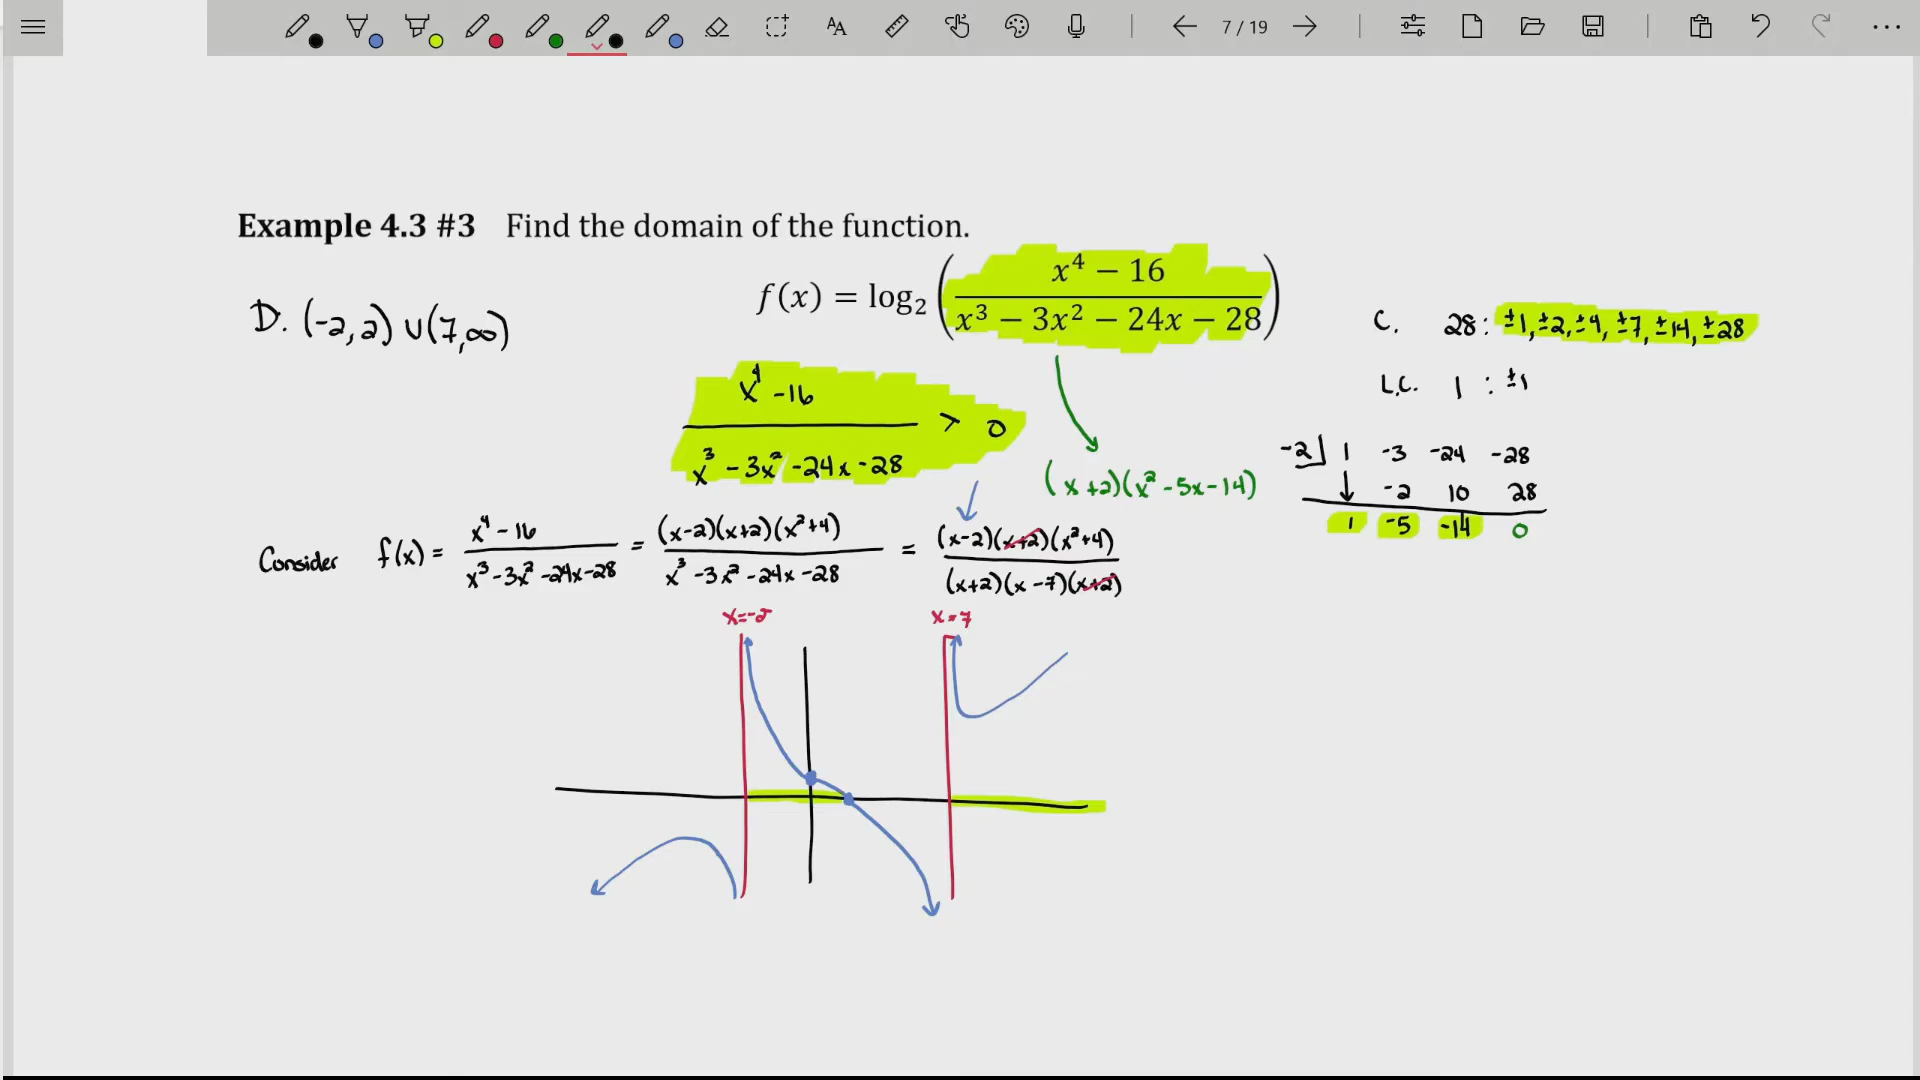 7 / 19
Example 4.3 #3 Find the domain of the function.
f(x) = log₂ ( (x⁴ − 16) / (x³ − 3x² − 24x − 28) )
D. (-2,2) ∪ (7,∞)
C. 28: ±1, ±2, ±4, ±7, ±14, ±28
L.C. 1 : ±1
(x⁴ - 16) / (x³ - 3x² - 24x - 28) > 0
(x+2)(x² - 5x - 14)
-2 | 1 -3 -24 -28
↓ -2 10 28
1 -5 -14 0
Consider f(x) = (x⁴ - 16) / (x³ - 3x² - 24x - 28) = (x-2)(x+2)(x²+4) / (x³ - 3x² - 24x - 28) = (x-2)(x+2)(x²+4) / (x+2)(x-7)(x+2)
x=-2
x=7